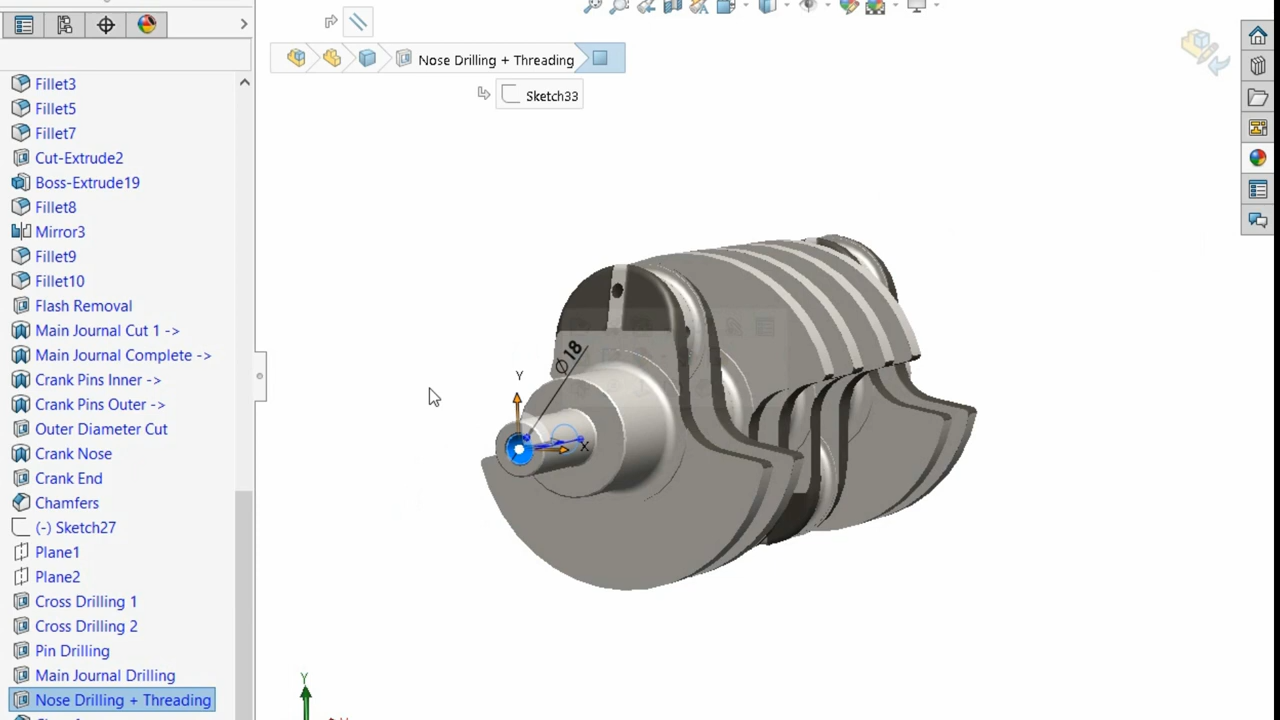 Nose Drilling + Threading
Sketch33
Fillet3
Fillet5
Fillet7
Cut-Extrude2
Boss-Extrude19
Fillet8
Mirror3
Fillet9
Fillet10
Flash Removal
Main Journal Cut 1 ->
Main Journal Complete ->
Crank Pins Inner ->
Crank Pins Outer ->
Outer Diameter Cut
Crank Nose
Crank End
Chamfers
(-) Sketch27
Plane1
Plane2
Cross Drilling 1
Cross Drilling 2
Pin Drilling
Main Journal Drilling
Nose Drilling + Threading
Ø18
Y
X
Y